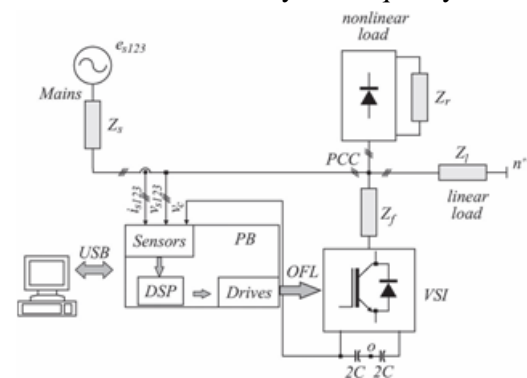 nonlinear
load
e_s123
Mains
Z_s
Z_r
PCC
Z_l
n'
linear
load
i_s123
v_s123
v_c
Z_f
Sensors
PB
USB
OFL
DSP
Drives
VSI
o
2C 2C